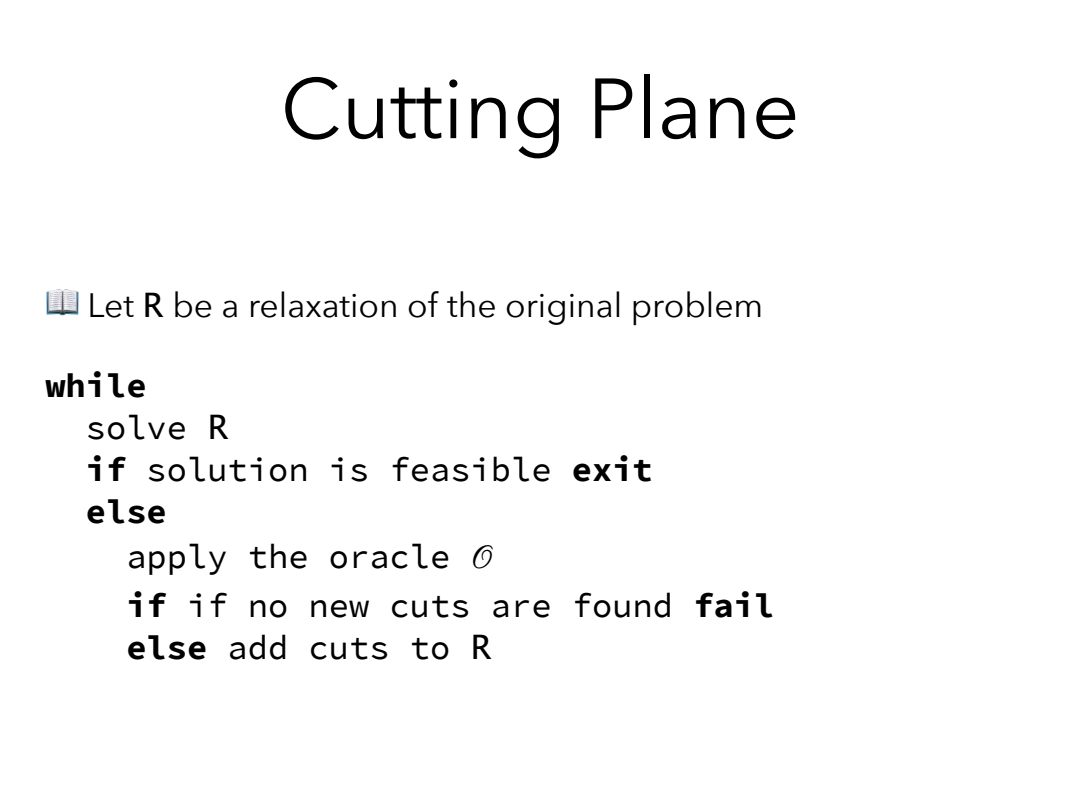 Cutting Plane
📖 Let R be a relaxation of the original problem
while
solve R
if solution is feasible exit
else
apply the oracle 𝒪
if if no new cuts are found fail
else add cuts to R